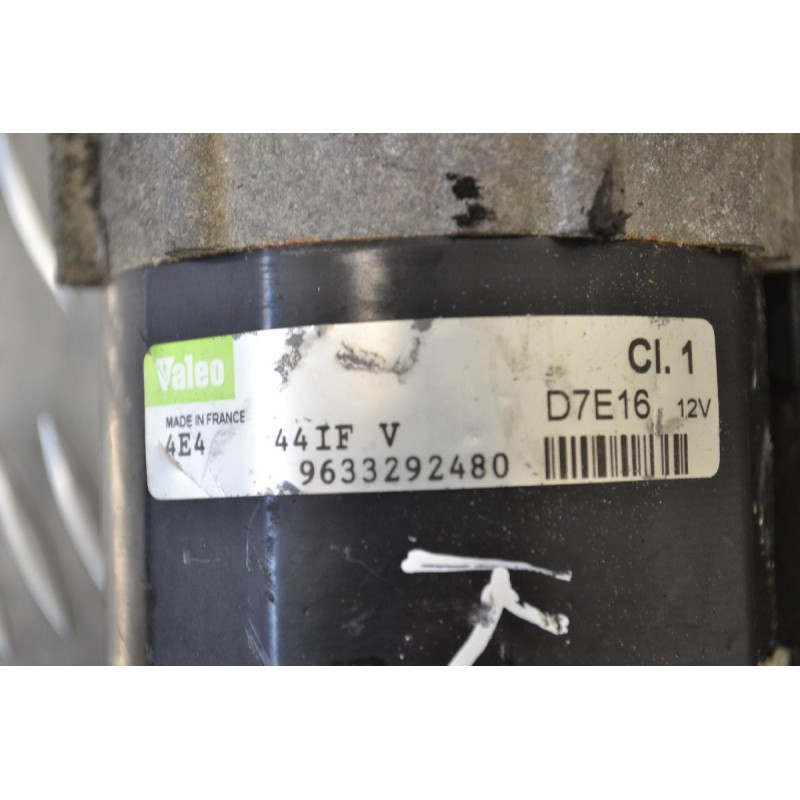 Valeo
MADE IN FRANCE
4E4
44IF V
9633292480
Cl. 1
D7E16 12V